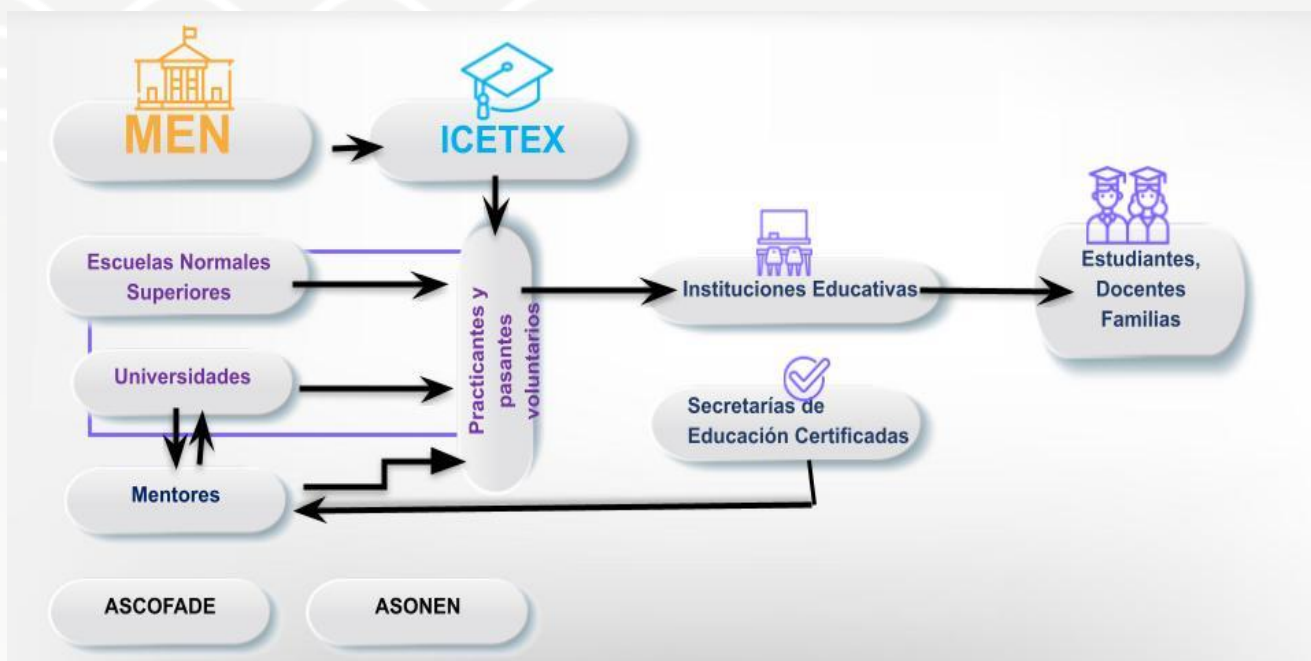 MEN
ICETEX
Escuelas Normales
Superiores
Universidades
Mentores
Practicantes y
pasantes
voluntarios
Instituciones Educativas
Secretarías de
Educación Certificadas
Estudiantes,
Docentes
Familias
ASCOFADE
ASONEN